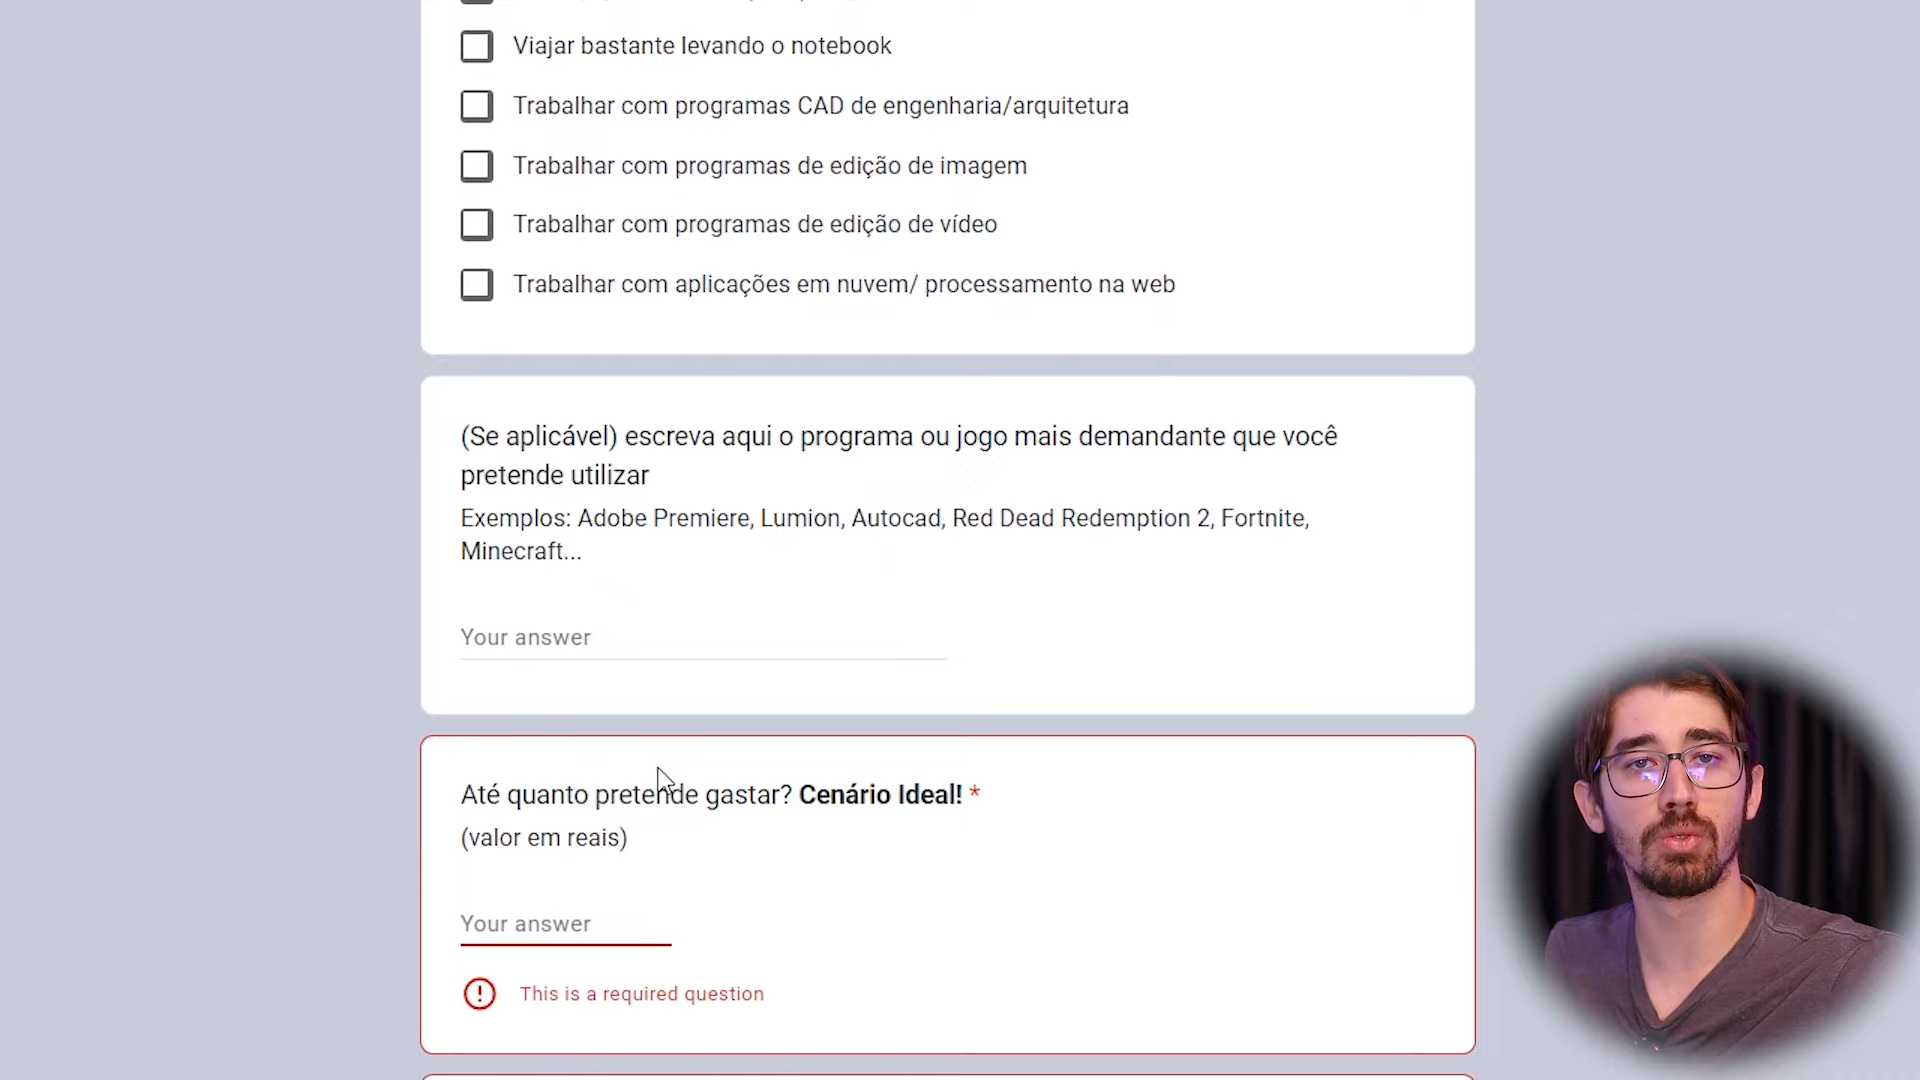 Viajar bastante levando o notebook
Trabalhar com programas CAD de engenharia/arquitetura
Trabalhar com programas de edição de imagem
Trabalhar com programas de edição de vídeo
Trabalhar com aplicações em nuvem/ processamento na web
(Se aplicável) escreva aqui o programa ou jogo mais demandante que você
pretende utilizar
Exemplos: Adobe Premiere, Lumion, Autocad, Red Dead Redemption 2, Fortnite,
Minecraft...
Your answer
Até quanto pretende gastar? Cenário Ideal! *
(valor em reais)
Your answer
This is a required question